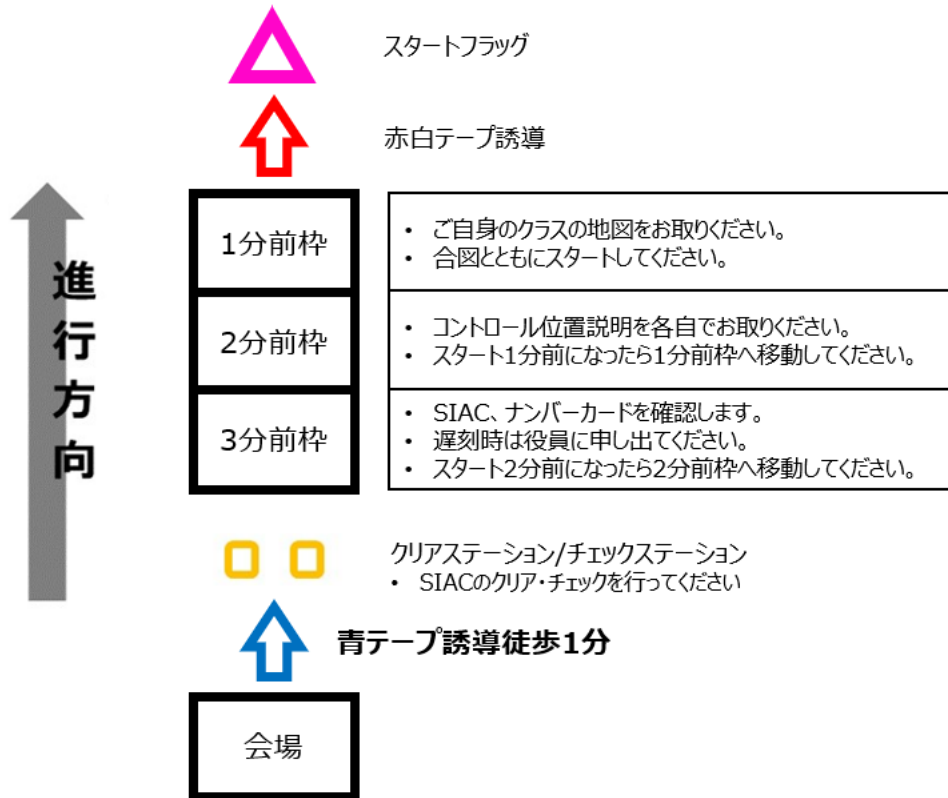 スタートフラッグ
赤白テープ誘導
進行方向
1分前枠
・ ご自身のクラスの地図をお取りください。
・ 合図とともにスタートしてください。
2分前枠
・ コントロール位置説明を各自でお取りください。
・ スタート1分前になったら1分前枠へ移動してください。
3分前枠
・ SIAC、ナンバーカードを確認します。
・ 遅刻時は役員に申し出てください。
・ スタート2分前になったら2分前枠へ移動してください。
クリアステーション/チェックステーション
・ SIACのクリア・チェックを行ってください
青テープ誘導徒歩1分
会場